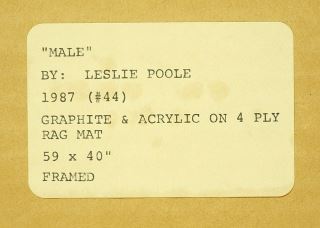 "MALE"
BY: LESLIE POOLE
1987 (#44)
GRAPHITE & ACRYLIC ON 4 PLY
RAG MAT
59 x 40"
FRAMED